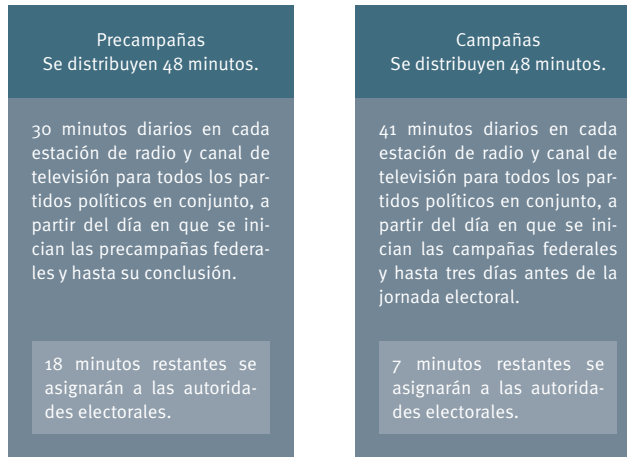 Precampañas
Se distribuyen 48 minutos.
30 minutos diarios en cada
estación de radio y canal de
televisión para todos los par-
tidos políticos en conjunto, a
partir del día en que se ini-
cian las precampañas federa-
les y hasta su conclusión.
18 minutos restantes se
asignarán a las autorida-
des electorales.
Campañas
Se distribuyen 48 minutos.
41 minutos diarios en cada
estación de radio y canal de
televisión para todos los par-
tidos políticos en conjunto, a
partir del día en que se ini-
cian las campañas federales
y hasta tres días antes de la
jornada electoral.
7 minutos restantes se
asignarán a las autorida-
des electorales.